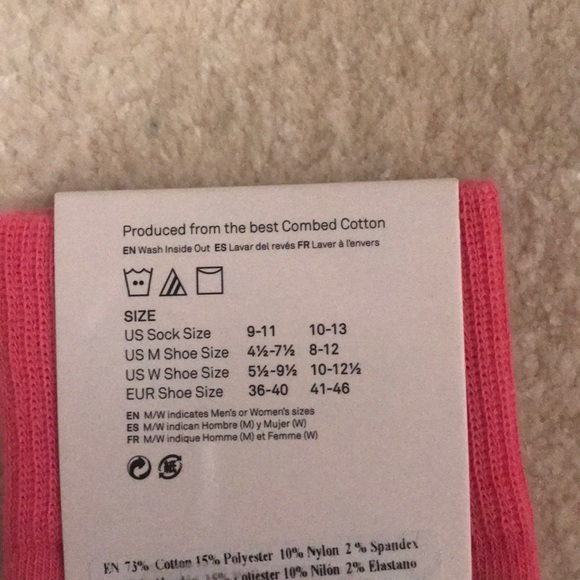 Produced from the best Combed Cotton
EN Wash Inside Out ES Lavar del revés FR Laver à l'envers
SIZE
US Sock Size 9-11 10-13
US M Shoe Size 4½-7½ 8-12
US W Shoe Size 5½-9½ 10-12½
EUR Shoe Size 36-40 41-46
EN M/W indicates Men's or Women's sizes
ES M/W indican Hombre (M) y Mujer (W)
FR M/W indique Homme (M) et Femme (W)
EN 73% Cotton 15% Polyester 10% Nylon 2 % Spandex
15% Poliester 10% Nilón 2% Elastano